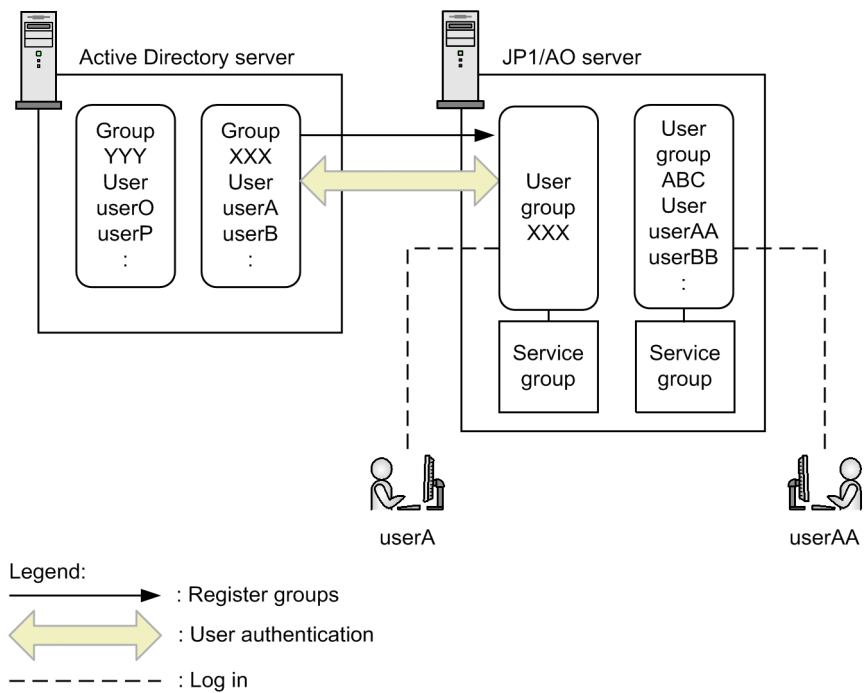 Active Directory server
JP1/AO server
Group
YYY
User
userO
userP
:
Group
XXX
User
userA
userB
:
User
group
XXX
User
group
ABC
User
userAA
userBB
:
Service
group
Service
group
userA
userAA
Legend:
: Register groups
: User authentication
: Log in